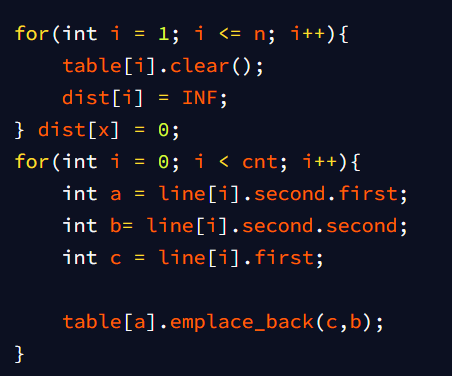 for(int i = 1; i <= n; i++){
    table[i].clear();
    dist[i] = INF;
} dist[x] = 0;
for(int i = 0; i < cnt; i++){
    int a = line[i].second.first;
    int b= line[i].second.second;
    int c = line[i].first;

    table[a].emplace_back(c,b);
}